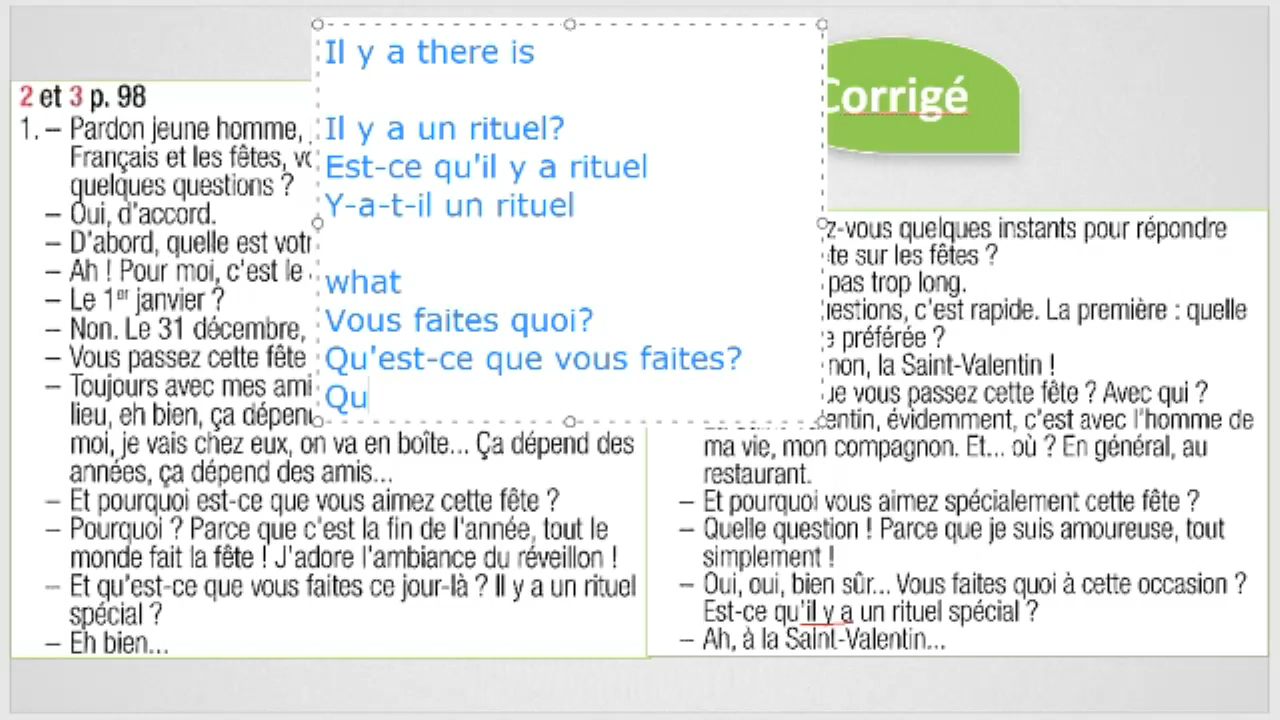 Il y a there is
Il y a un rituel?
Est-ce qu'il y a rituel
Y-a-t-il un rituel
what
Vous faites quoi?
Qu'est-ce que vous faites?
Qu
Corrigé
2 et 3 p. 98
1. – Pardon jeune homme,
Français et les fêtes,
quelques questions ?
– Oui, d'accord.
– D'abord, quelle est
– Ah ! Pour moi, c'est le
– Le 1er janvier ?
– Non. Le 31 décembre,
– Vous passez cette fête
– Toujours avec mes
lieu, eh bien, ça
moi, je vais chez eux, on va en boîte... Ça dépend des
années, ça dépend des amis...
– Et pourquoi est-ce que vous aimez cette fête ?
– Pourquoi ? Parce que c'est la fin de l'année, tout le
monde fait la fête ! J'adore l'ambiance du réveillon !
– Et qu'est-ce que vous faites ce jour-là ? Il y a un rituel
spécial ?
– Eh bien...
z-vous quelques instants pour répondre
te sur les fêtes ?
pas trop long.
uestions, c'est rapide. La première : quelle
préférée ?
non, la Saint-Valentin !
ue vous passez cette fête ? Avec qui ?
entin, évidemment, c'est avec l'homme de
ma vie, mon compagnon. Et... où ? En général, au
restaurant.
– Et pourquoi vous aimez spécialement cette fête ?
– Quelle question ! Parce que je suis amoureuse, tout
simplement !
– Oui, oui, bien sûr... Vous faites quoi à cette occasion ?
Est-ce qu'il y a un rituel spécial ?
– Ah, à la Saint-Valentin...